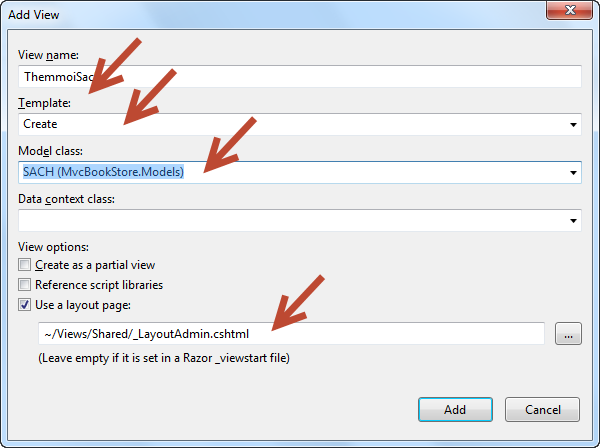 Add View
View name:
ThemmoiSac
Template:
Create
Model class:
SACH (MvcBookStore.Models)
Data context class:
View options:
Create as a partial view
Reference script libraries
Use a layout page:
~/Views/Shared/_LayoutAdmin.cshtml
...
(Leave empty if it is set in a Razor _viewstart file)
Add
Cancel